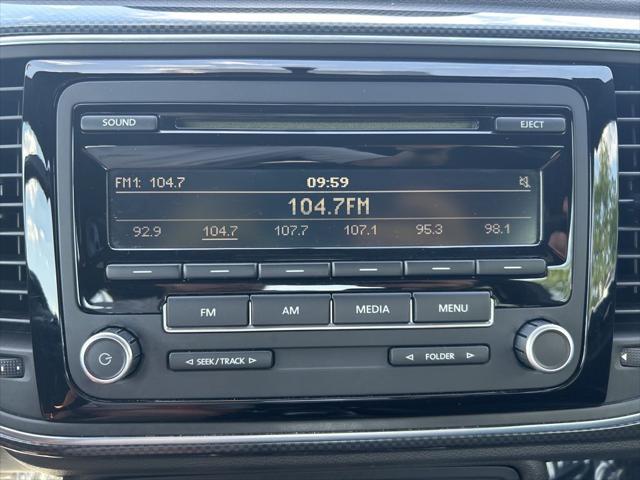 SOUND EJECT
FM1: 104.7 09:59
104.7FM
92.9 104.7 107.7 107.1 95.3 98.1
FM AM MEDIA MENU
SEEK/TRACK FOLDER